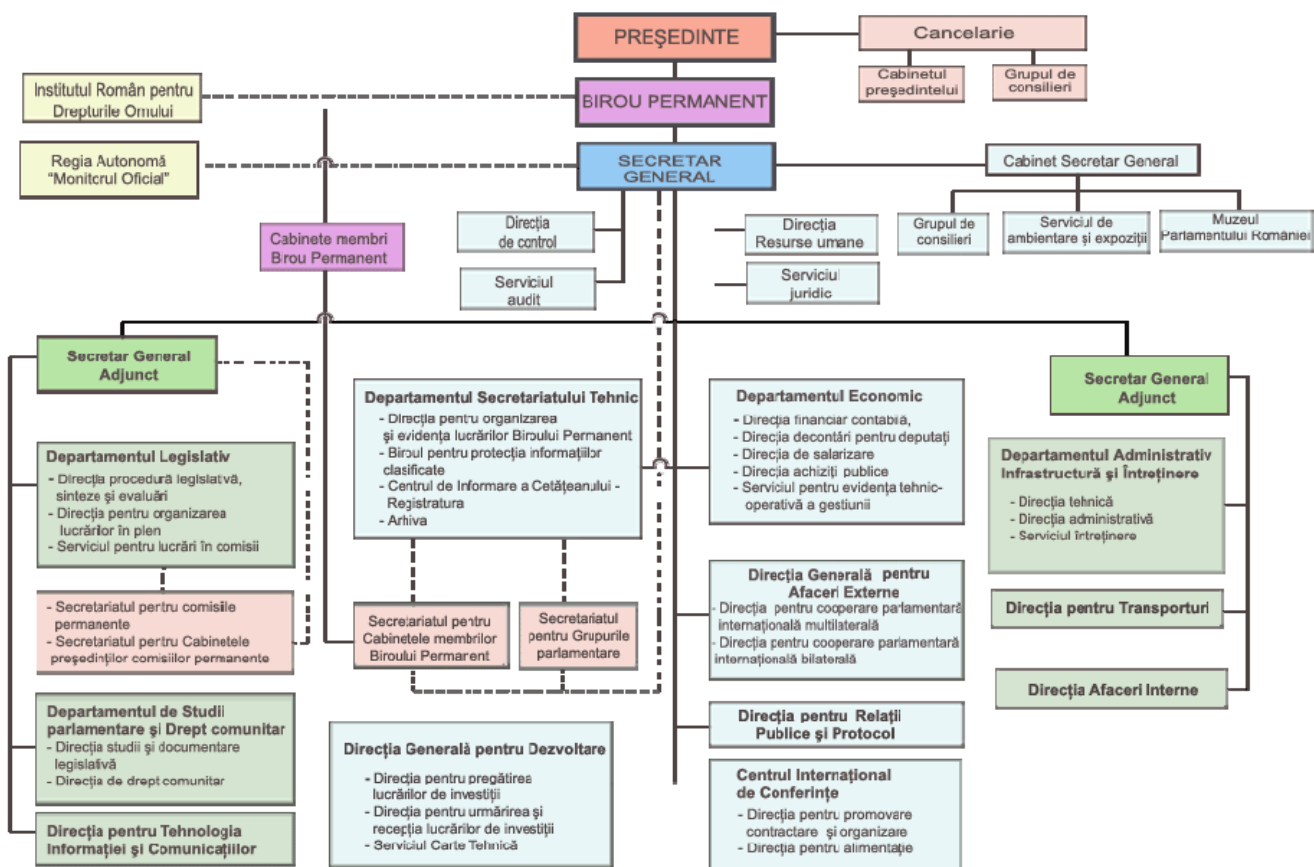 PREŞEDINTE
Cancelarie
Cabinetul
preşedintelui
Grupul de
consilieri
Institutul Român pentru
Drepturile Omului
BIROU PERMANENT
Regia Autonomă
“Monitorul Oficial”
SECRETAR
GENERAL
Cabinet Secretar General
Grupul de
consilieri
Serviciul de
ambientare şi expoziţii
Muzeul
Parlamentului României
Cabinete membri
Birou Permanent
Direcţia
de control
Direcţia
Resurse umane
Serviciul
audit
Serviciul
juridic
Secretar General
Adjunct
Secretar General
Adjunct
Departamentul Legislativ
- Direcţia procedură legislativă,
sinteze şi evaluări
- Direcţia pentru organizarea
lucrărilor în plen
- Serviciul pentru lucrări în comisii
- Secretariatul pentru comisiile
permanente
- Secretariatul pentru Cabinetele
preşedinţilor comisiilor permanente
Departamentul de Studii
parlamentare şi Drept comunitar
- Direcţia studii şi documentare
legislativă
- Direcţia de drept comunitar
Direcţia pentru Tehnologia
Informaţiei şi Comunicaţiilor
Departamentul Secretariatului Tehnic
- Direcţia pentru organizarea
şi evidenţa lucrărilor Biroului Permanent
- Biroul pentru protecţia informaţiilor
clasificate
- Centrul de Informare a Cetăţeanului -
Registratura
- Arhiva
Secretariatul pentru
Cabinetele membrilor
Biroului Permanent
Secretariatul
pentru Grupurile
parlamentare
Direcţia Generală pentru Dezvoltare
- Direcţia pentru pregătirea
lucrărilor de investiţii
- Direcţia pentru urmărirea şi
recepţia lucrărilor de investiţii
- Serviciul Carte Tehnică
Departamentul Economic
- Direcţia financiar contabilă,
- Direcţia decontări pentru deputaţi
- Direcţia de salarizare
- Direcţia achiziţi publice
- Serviciul pentru evidenţa tehnic-
operativă a gestiunii
Direcţia Generală pentru
Afaceri Externe
- Direcţia pentru cooperare parlamentară
internaţională multilaterală
- Direcţia pentru cooperare parlamentară
internaţională bilaterală
Direcţia pentru Relaţii
Publice şi Protocol
Centrul Internaţional
de Conferinţe
- Direcţia pentru promovare
contractare şi organizare
- Direcţia pentru alimentaţie
Departamentul Administrativ
Infrastructură şi Întreţinere
- Direcţia tehnică
- Direcţia administrativă
- Serviciul întreţinere
Direcţia pentru Transporturi
Direcţia Afaceri Interne